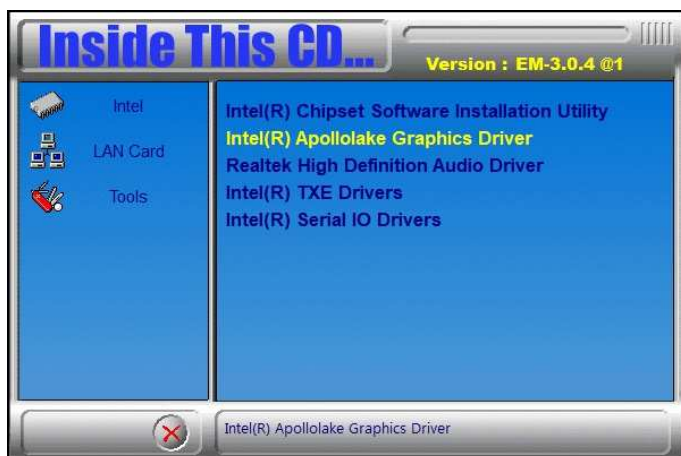 Inside This CD...
Version : EM-3.0.4 @1
Intel
LAN Card
Tools
Intel(R) Chipset Software Installation Utility
Intel(R) Apollolake Graphics Driver
Realtek High Definition Audio Driver
Intel(R) TXE Drivers
Intel(R) Serial IO Drivers
Intel(R) Apollolake Graphics Driver